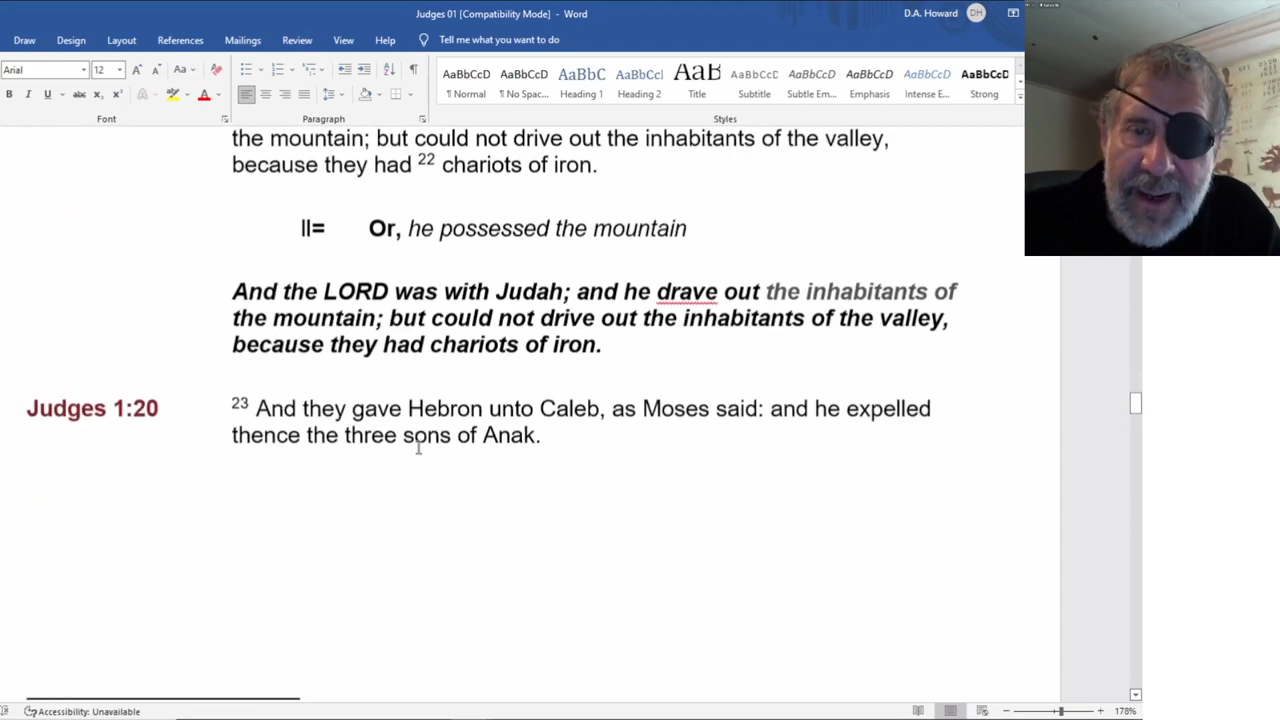 Judges 01 [Compatibility Mode] - Word
D.A. Howard DH
Draw Design Layout References Mailings Review View Help Tell me what you want to do
Arial 12 Aa
B I U abc x₂ x² A A
Font Paragraph Styles
AaBbCcD AaBbCcD AaBbC AaBbCcl AaB AaBbCcD AaBbCcD AaBbCcD AaBbCcD AaBbCcD
¶ Normal ¶ No Spac... Heading 1 Heading 2 Title Subtitle Subtle Em... Emphasis Intense E... Strong
the mountain; but could not drive out the inhabitants of the valley,
because they had 22 chariots of iron.
||= Or, he possessed the mountain
And the LORD was with Judah; and he drave out the inhabitants of
the mountain; but could not drive out the inhabitants of the valley,
because they had chariots of iron.
Judges 1:20 23 And they gave Hebron unto Caleb, as Moses said: and he expelled
thence the three sons of Anak.
Accessibility: Unavailable 178%